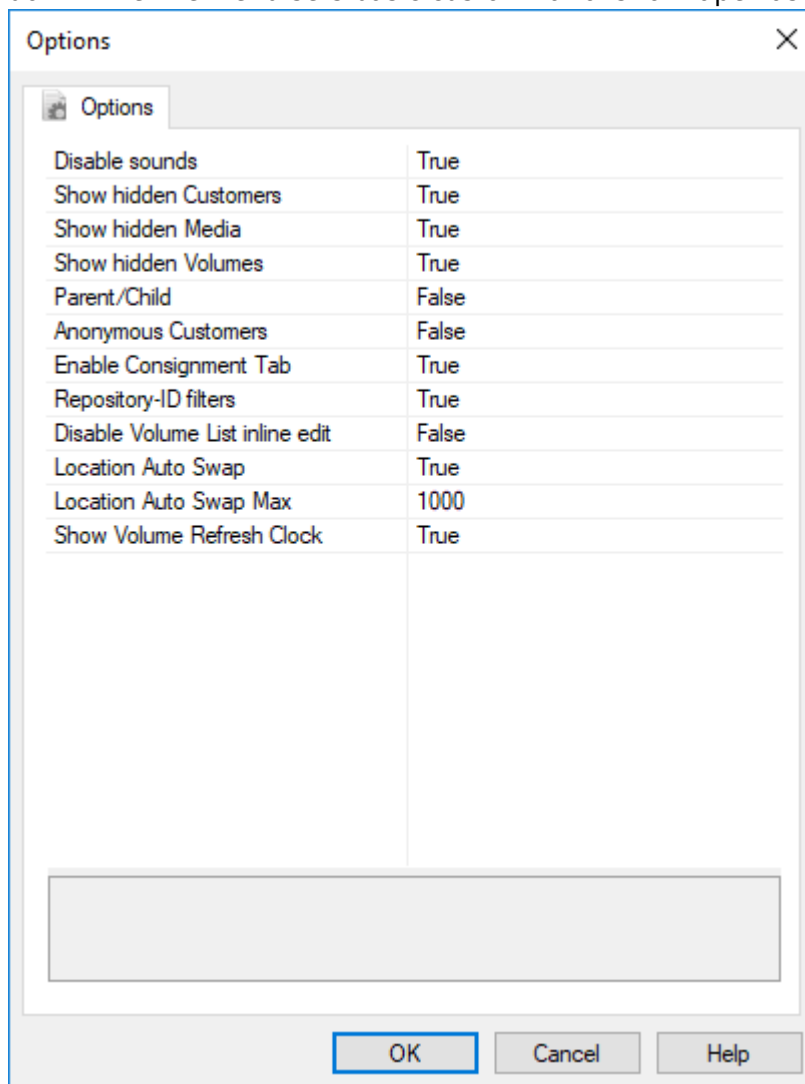 Options
Options
Disable sounds True
Show hidden Customers True
Show hidden Media True
Show hidden Volumes True
Parent/Child False
Anonymous Customers False
Enable Consignment Tab True
Repository-ID filters True
Disable Volume List inline edit False
Location Auto Swap True
Location Auto Swap Max 1000
Show Volume Refresh Clock True
OK Cancel Help